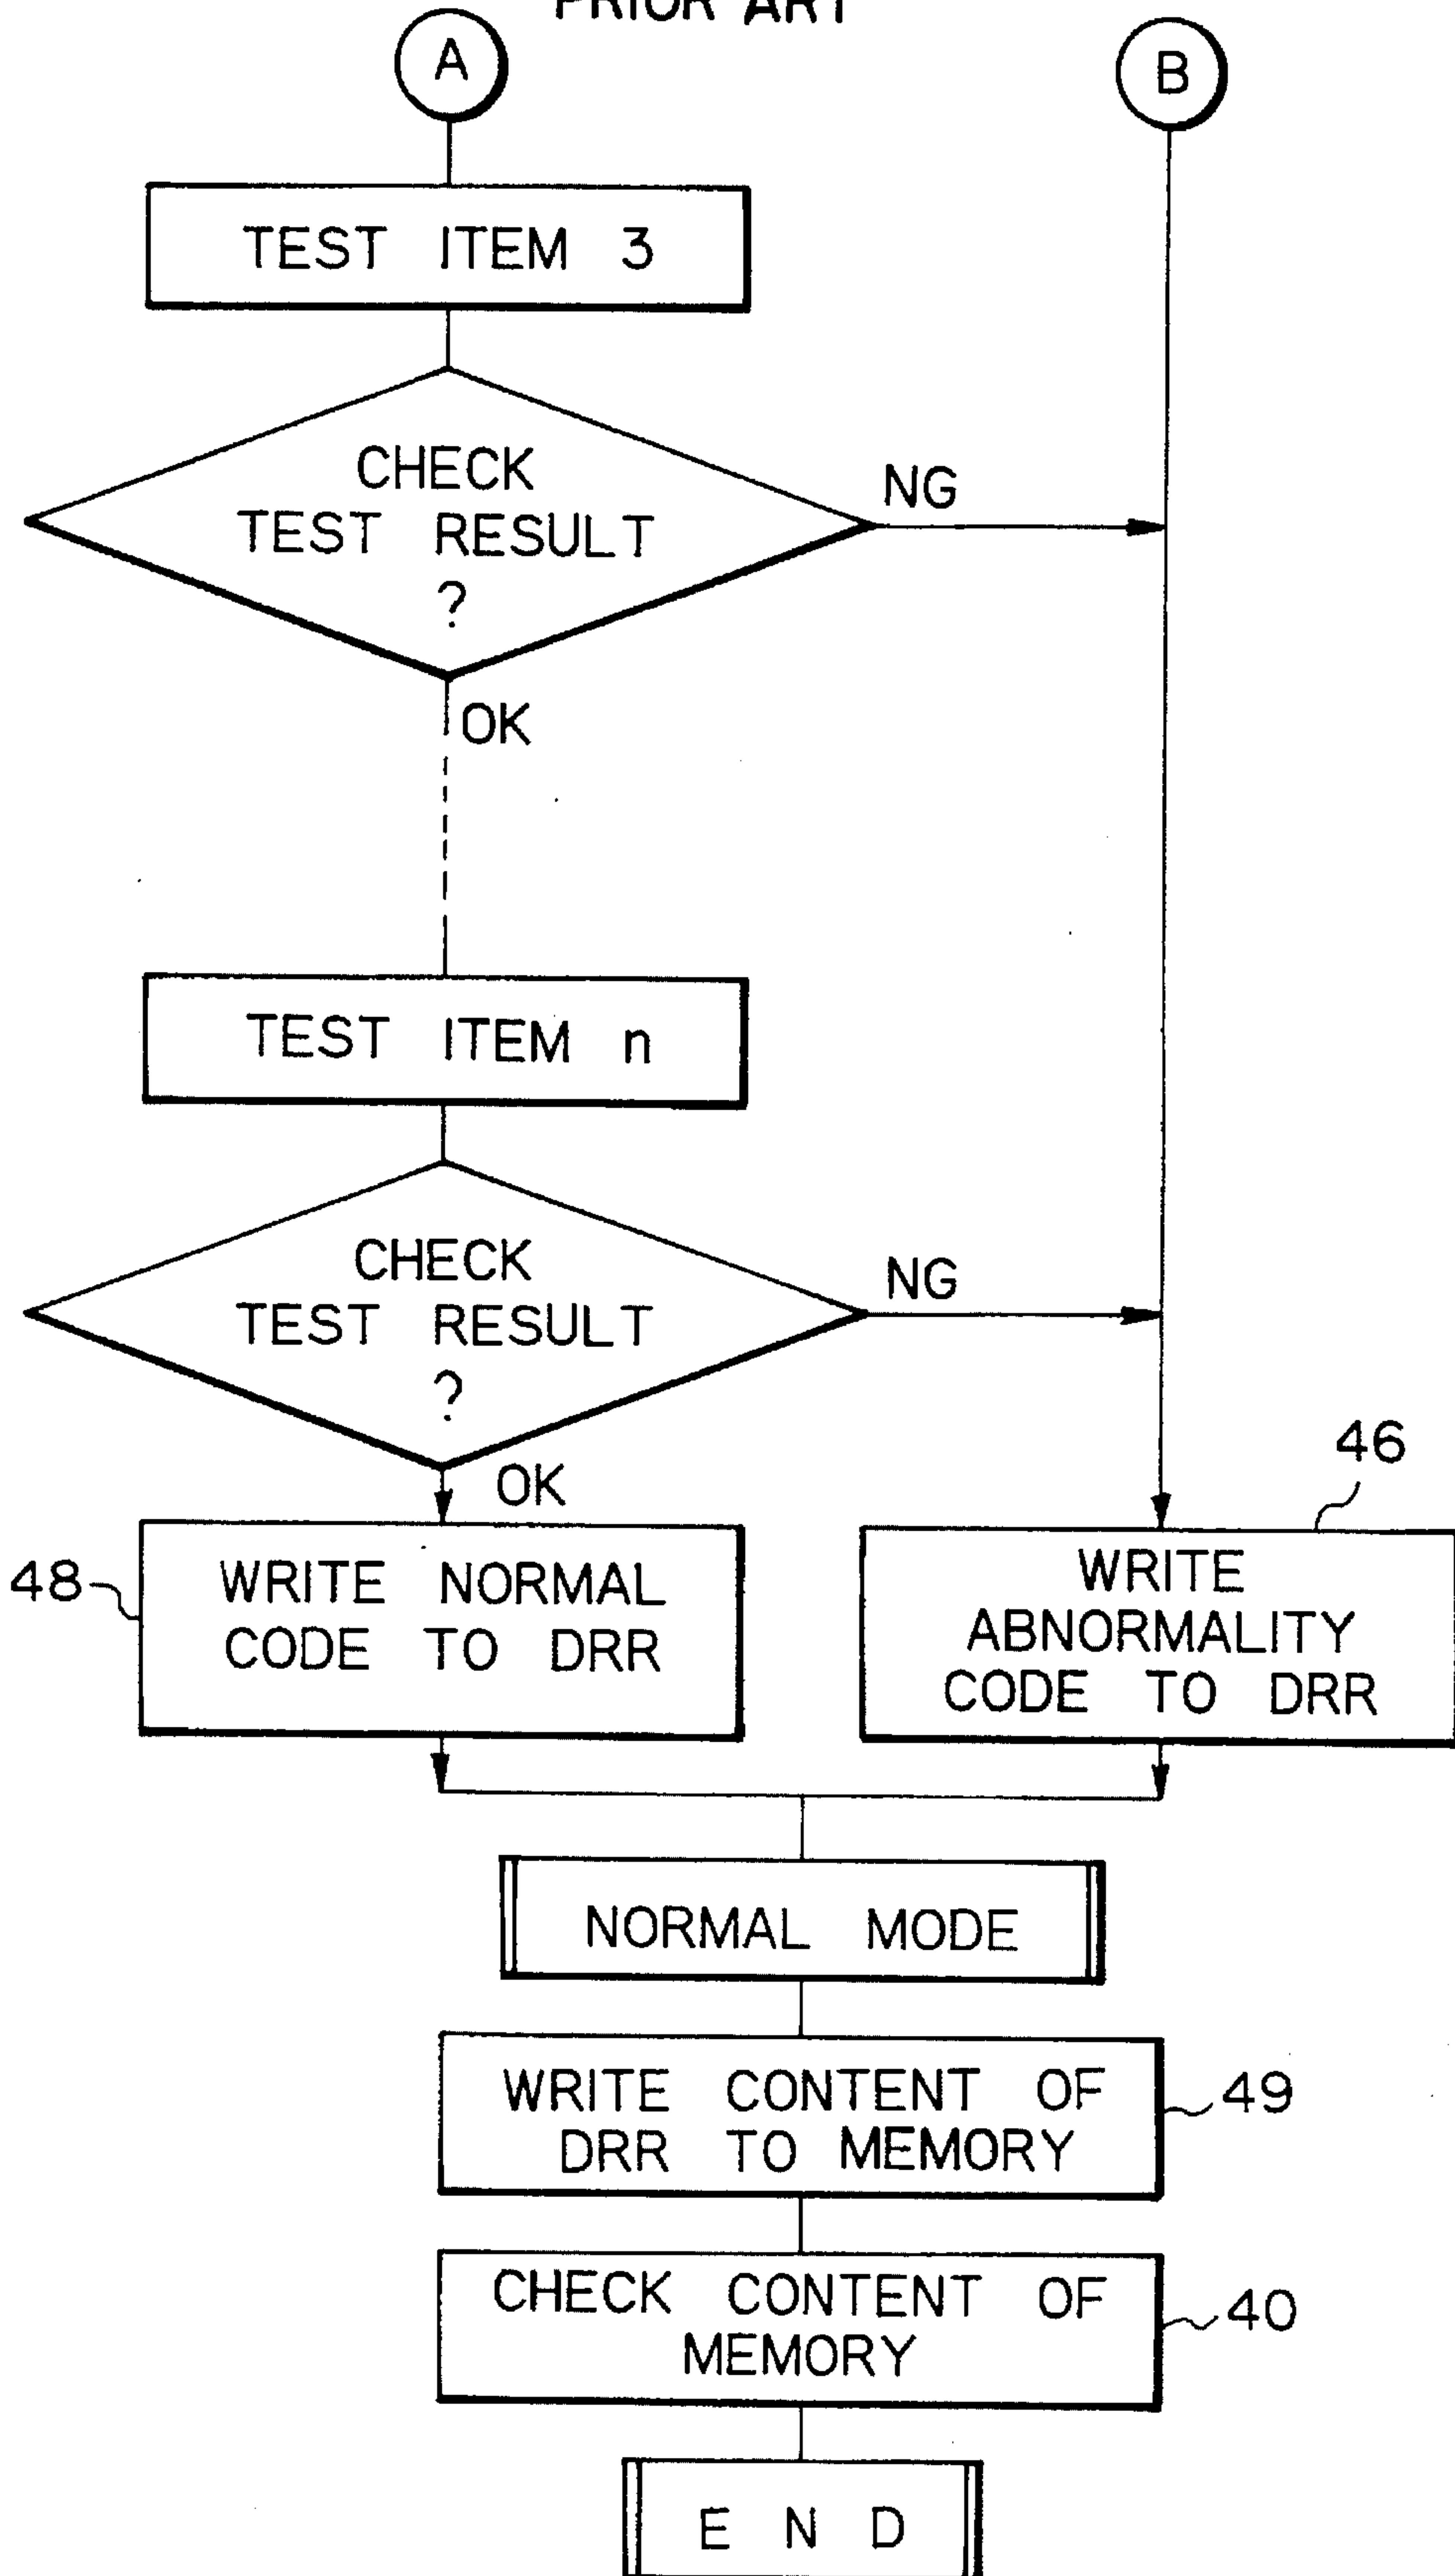 PRIOR ART
A
B
TEST ITEM 3
CHECK
TEST RESULT
?
NG
OK
TEST ITEM n
CHECK
TEST RESULT
?
NG
OK
46
48
WRITE NORMAL
CODE TO DRR
WRITE
ABNORMALITY
CODE TO DRR
NORMAL MODE
WRITE CONTENT OF
DRR TO MEMORY
49
CHECK CONTENT OF
MEMORY
40
E N D